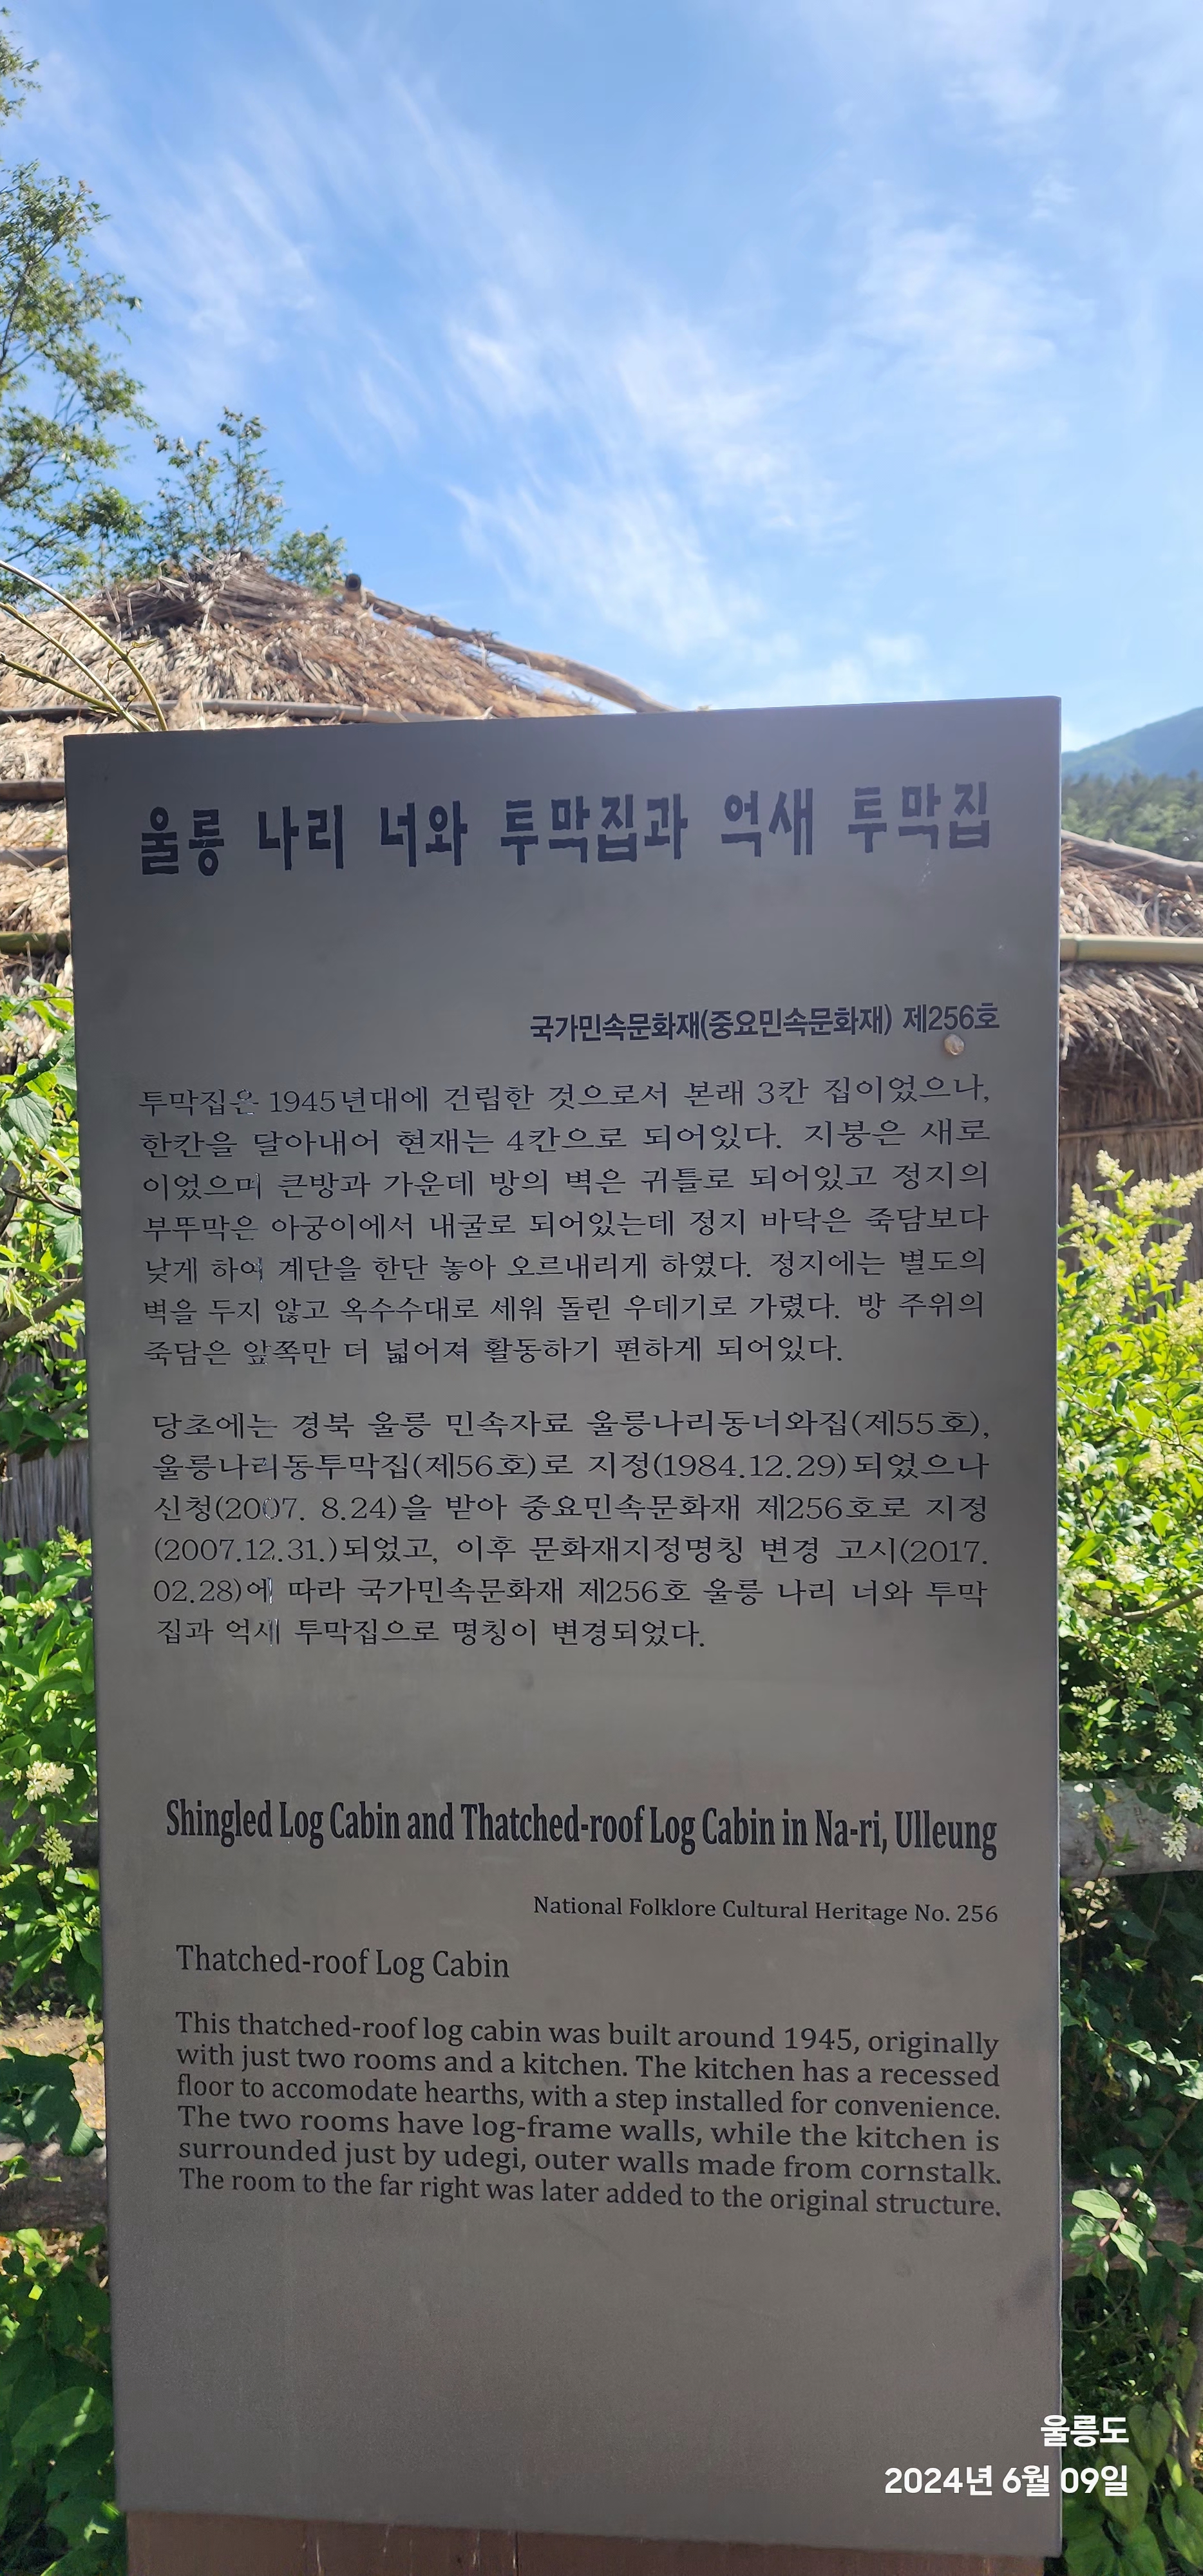 울릉 나리 너와 투막집과 억새 투막집
국가민속문화재(중요민속문화재) 제256호
투막집은 1945년대에 건립한 것으로서 본래 3칸 집이었으나,
한칸을 달아내어 현재는 4칸으로 되어있다. 지붕은 새로
이었으며 큰방과 가운데 방의 벽은 귀틀로 되어있고 정지의
부뚜막은 아궁이에서 내굴로 되어있는데 정지 바닥은 죽담보다
낮게 하여 계단을 한단 놓아 오르내리게 하였다. 정지에는 별도의
벽을 두지 않고 옥수수대로 세워 돌린 우데기로 가렸다. 방 주위의
죽담은 앞쪽만 더 넓어져 활동하기 편하게 되어있다.
당초에는 경북 울릉 민속자료 울릉나리동너와집(제55호),
울릉나리동투막집(제56호)로 지정(1984.12.29)되었으나
신청(2007. 8.24)을 받아 중요민속문화재 제256호로 지정
(2007.12.31.)되었고, 이후 문화재지정명칭 변경 고시(2017.
02.28)에 따라 국가민속문화재 제256호 울릉 나리 너와 투막
집과 억새 투막집으로 명칭이 변경되었다.
Shingled Log Cabin and Thatched-roof Log Cabin in Na-ri, Ulleung
National Folklore Cultural Heritage No. 256
Thatched-roof Log Cabin
This thatched-roof log cabin was built around 1945, originally
with just two rooms and a kitchen. The kitchen has a recessed
floor to accomodate hearths, with a step installed for convenience.
The two rooms have log-frame walls, while the kitchen is
surrounded just by udegi, outer walls made from cornstalk.
The room to the far right was later added to the original structure.
울릉도
2024년 6월 09일